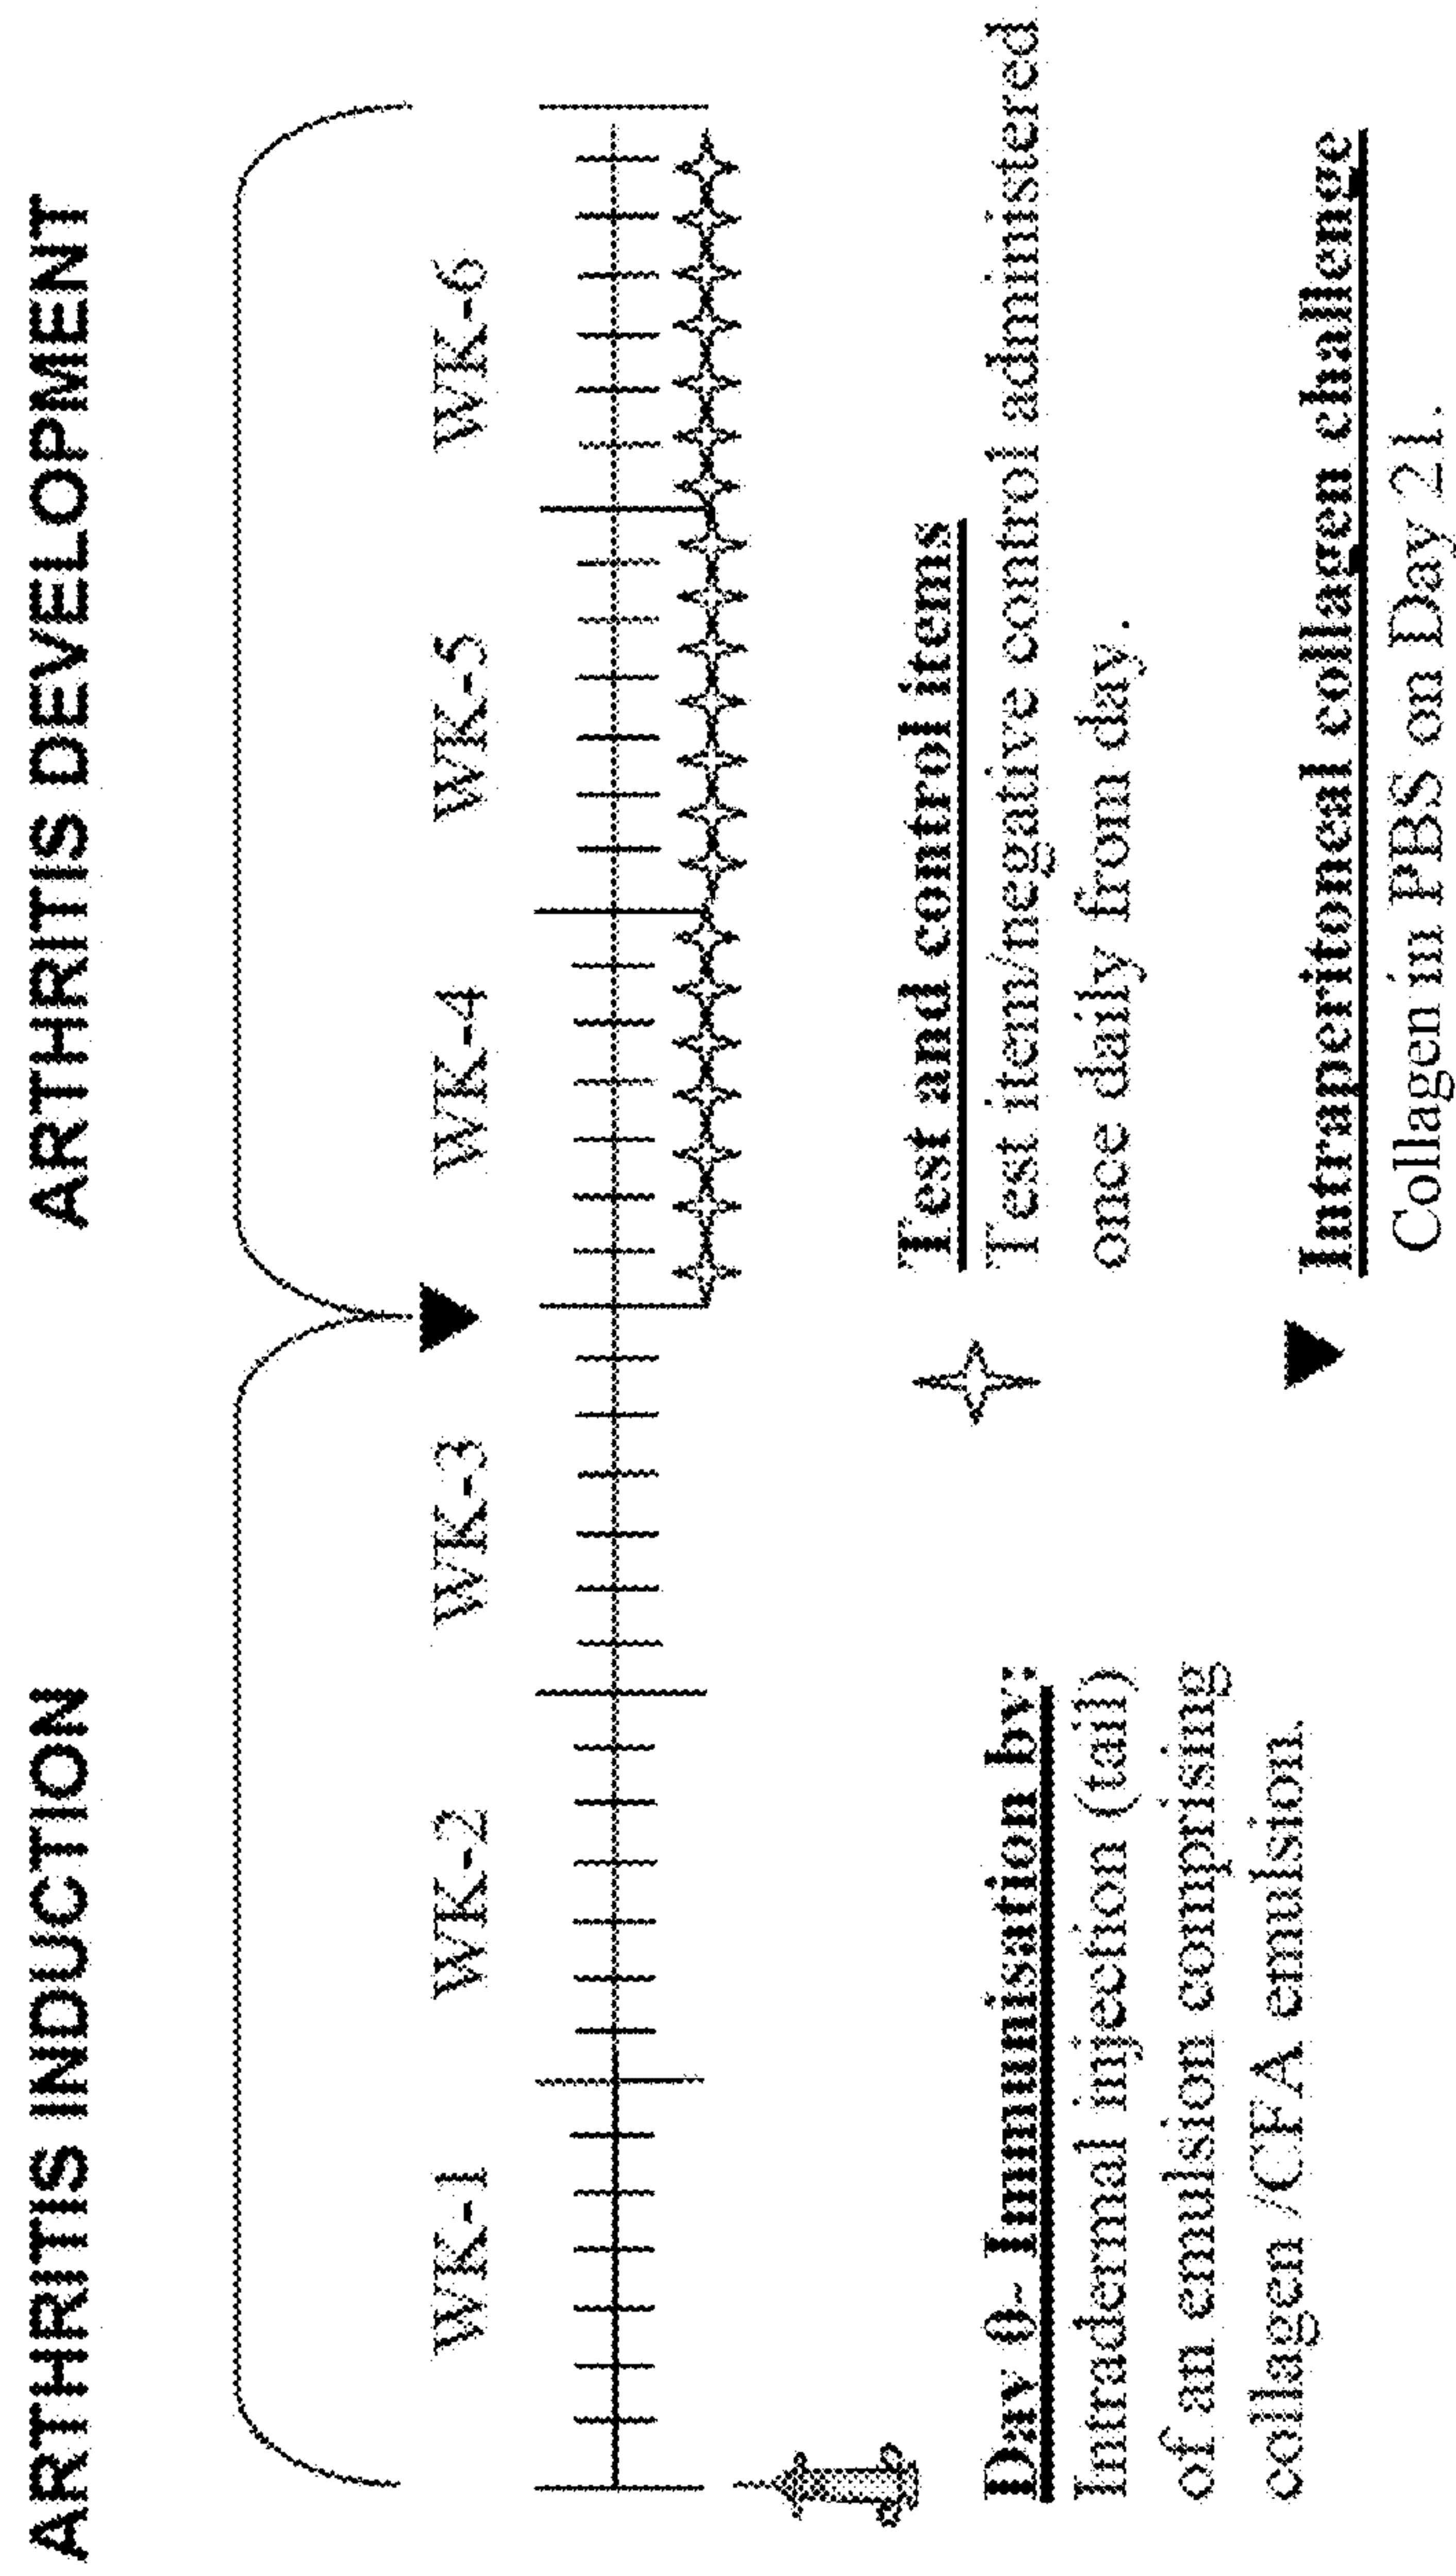 ARTHRITIS INDUCTION
ARTHRITIS DEVELOPMENT
WK-1
WK-2
WK-3
WK-4
WK-5
WK-6
Day 0- Immunisation by:
Intradermal injection (tail)
of an emulsion comprising
collagen /CFA emulsion.
Test and control items
Test item/negative control administered
once daily from day.
Intraperitoneal collagen challenge
Collagen in PBS on Day 21.